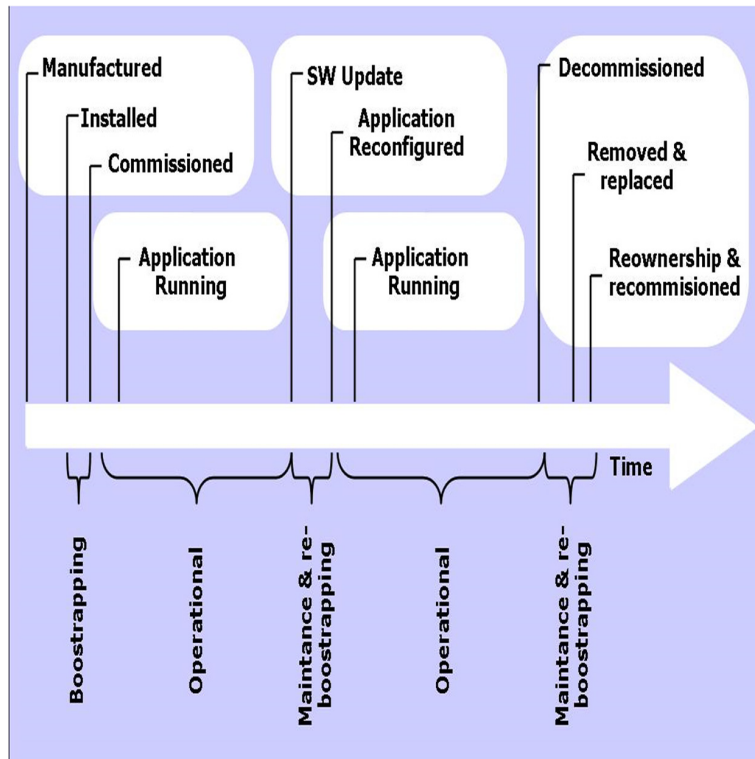 Manufactured
Installed
Commissioned
Application
Running
SW Update
Application
Reconfigured
Application
Running
Decommissioned
Removed &
replaced
Reownership &
recommisioned
Time
Boostrapping
Operational
Maintance & re-
boostrapping
Operational
Maintance & re-
boostrapping